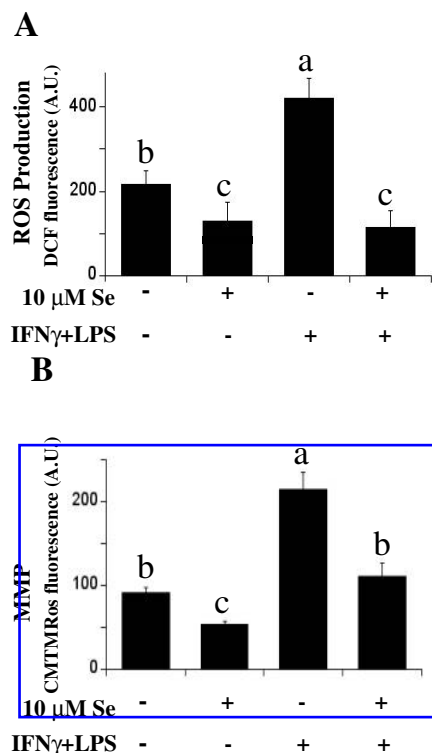 A
ROS Production
DCF fluorescence (A.U.)
400
200
0
b
c
a
c
10 μM Se - + - +
IFNγ+LPS - - + +
B
MMP
CMTMRos fluorescence (A.U.)
200
100
0
b
c
a
b
10 μM Se - + - +
IFNγ+LPS - - + +